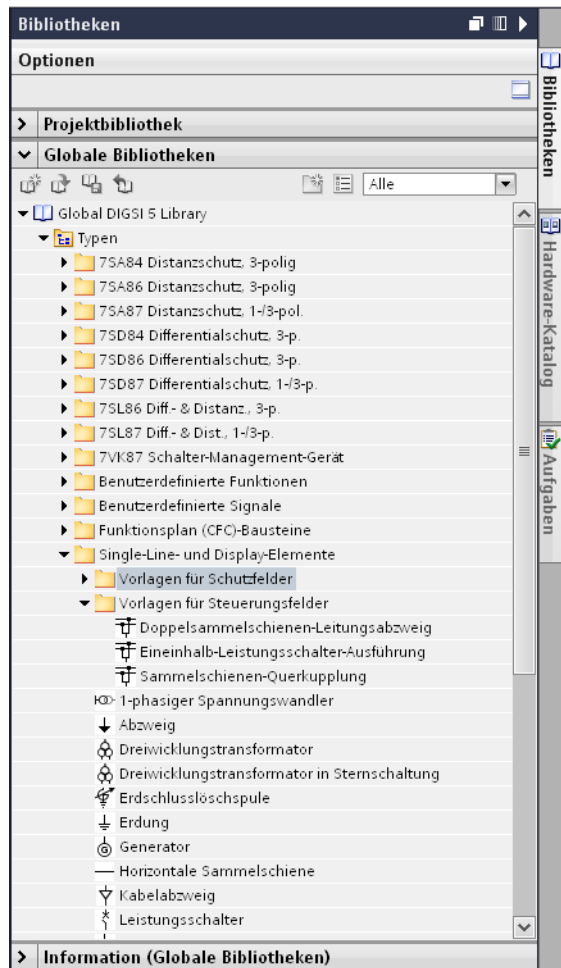 Bibliotheken
Optionen
Projektbibliothek
Globale Bibliotheken
Alle
Global DIGSI 5 Library
Typen
7SA84 Distanzschutz, 3-polig
7SA86 Distanzschutz, 3-polig
7SA87 Distanzschutz, 1-/3-pol.
7SD84 Differentialschutz, 3-p.
7SD86 Differentialschutz, 3-p.
7SD87 Differentialschutz, 1-/3-p.
7SL86 Diff.- & Distanz., 3-p.
7SL87 Diff.- & Dist., 1-/3-p.
7VK87 Schalter-Management-Gerät
Benutzerdefinierte Funktionen
Benutzerdefinierte Signale
Funktionsplan (CFC)-Bausteine
Single-Line- und Display-Elemente
Vorlagen für Schutzfelder
Vorlagen für Steuerungsfelder
Doppelsammelschienen-Leitungsabzweig
Eineinhalb-Leistungsschalter-Ausführung
Sammelschienen-Querkupplung
1-phasiger Spannungswandler
Abzweig
Dreiwicklungstransformator
Dreiwicklungstransformator in Sternschaltung
Erdschlusslöschspule
Erdung
Generator
Horizontale Sammelschiene
Kabelabzweig
Leistungsschalter
Information (Globale Bibliotheken)
Bibliotheken
Hardware-Katalog
Aufgaben